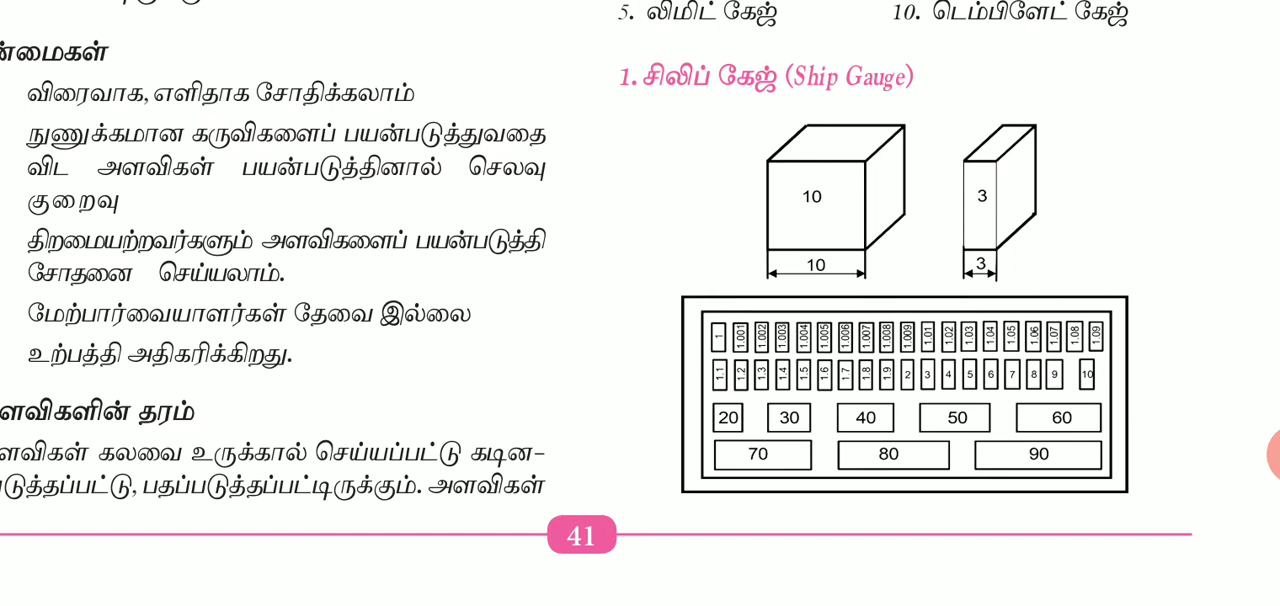 ன்மைகள்
விரைவாக, எளிதாக சோதிக்கலாம்
நுணுக்கமான கருவிகளைப் பயன்படுத்துவதை
விட அளவிகள் பயன்படுத்தினால் செலவு
குறைவு
திறமையற்றவர்களும் அளவிகளைப் பயன்படுத்தி
சோதனை செய்யலாம்.
மேற்பார்வையாளர்கள் தேவை இல்லை
உற்பத்தி அதிகரிக்கிறது.
ளவிகளின் தரம்
ளவிகள் கலவை உருக்கால் செய்யப்பட்டு கடின-
படுத்தப்பட்டு, பதப்படுத்தப்பட்டிருக்கும். அளவிகள்
5. லிமிட் கேஜ் 10. டெம்பிளேட் கேஜ்
1. சிலிப் கேஜ் (Ship Gauge)
10 3
10 3
1 1.001 1.002 1.003 1.004 1.005 1.006 1.007 1.008 1.009 1.01 1.02 1.03 1.04 1.05 1.06 1.07 1.08 1.09
1.1 1.2 1.3 1.4 1.5 1.6 1.7 1.8 1.9 2 3 4 5 6 7 8 9 10
20 30 40 50 60
70 80 90
41